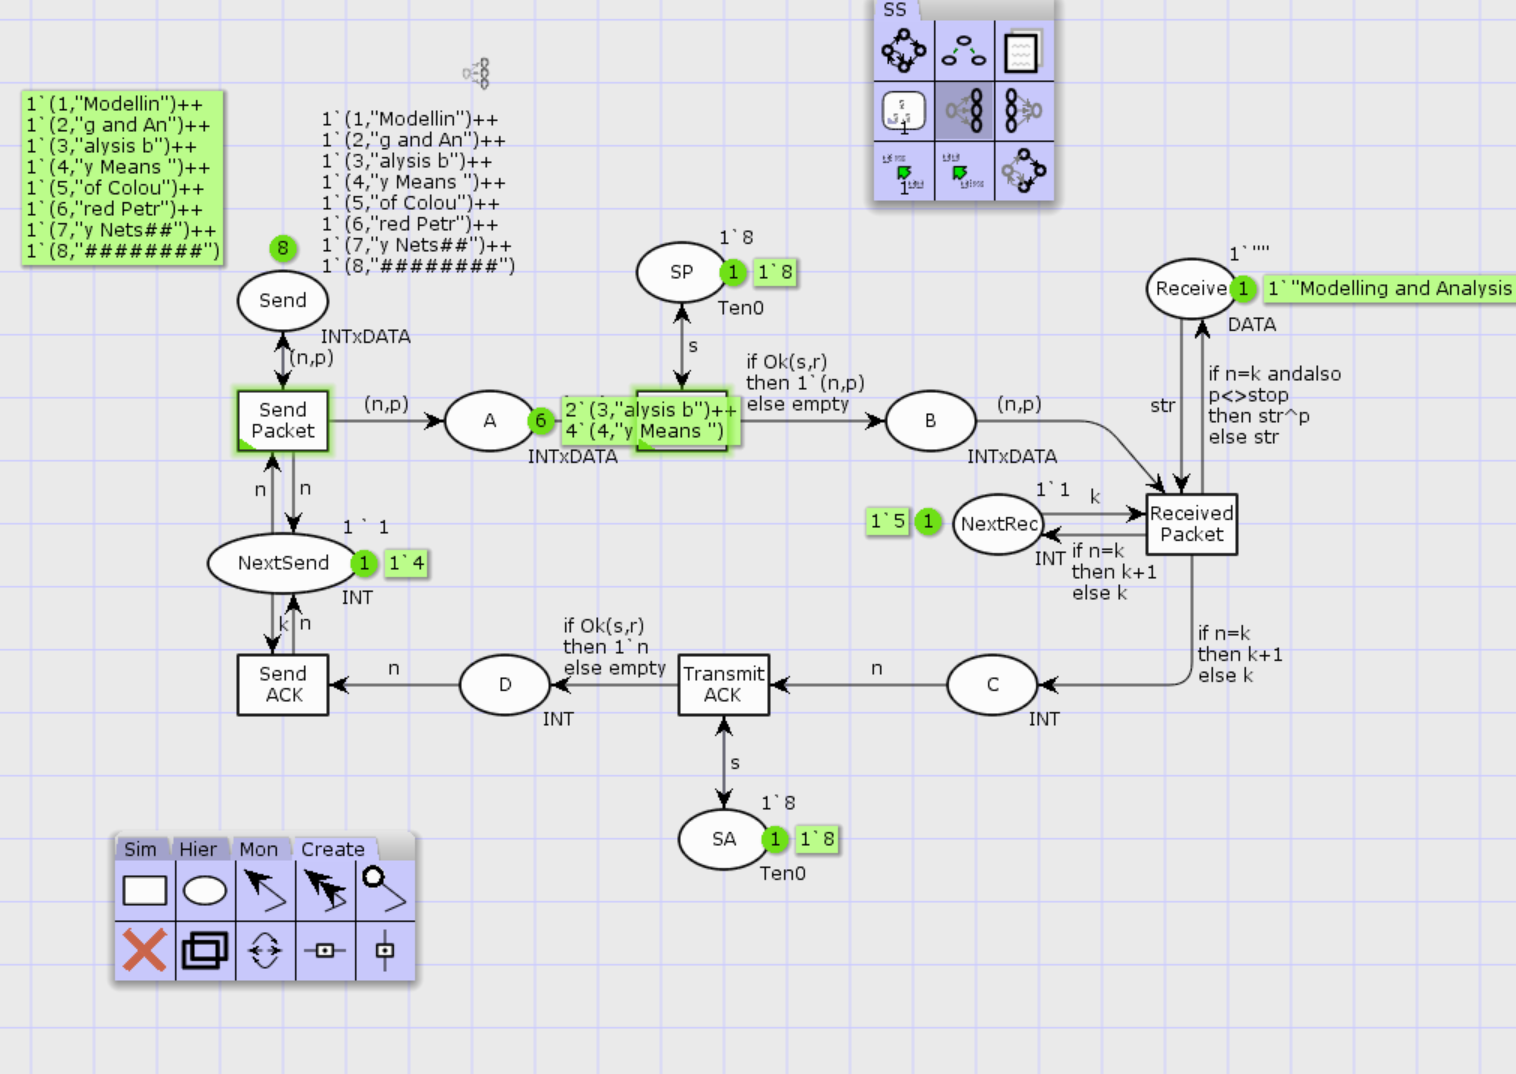 SS
1
1
1`(1,"Modellin")++
1`(2,"g and An")++
1`(3,"alysis b")++
1`(4,"y Means ")++
1`(5,"of Colou")++
1`(6,"red Petr")++
1`(7,"y Nets##")++
1`(8,"########")
1`(1,"Modellin")++
1`(2,"g and An")++
1`(3,"alysis b")++
1`(4,"y Means ")++
1`(5,"of Colou")++
1`(6,"red Petr")++
1`(7,"y Nets##")++
1`(8,"########")
8
Send
INTxDATA
(n,p)
1`8
SP
1
1`8
Ten0
s
1`""
Receive
1
1`"Modelling and Analysis
DATA
Send
Packet
(n,p)
A
6
2`(3,"alysis b")++
4`(4,"y Means ")
INTxDATA
if Ok(s,r)
then 1`(n,p)
else empty
B
(n,p)
INTxDATA
str
if n=k andalso
p<>stop
then str^p
else str
n
n
1 ` 1
NextSend
1
1`4
INT
1`5
1
NextRec
1`1
k
INT
if n=k
then k+1
else k
Received
Packet
k
n
Send
ACK
n
D
INT
if Ok(s,r)
then 1`n
else empty
Transmit
ACK
n
C
INT
if n=k
then k+1
else k
s
1`8
SA
1
1`8
Ten0
Sim
Hier
Mon
Create